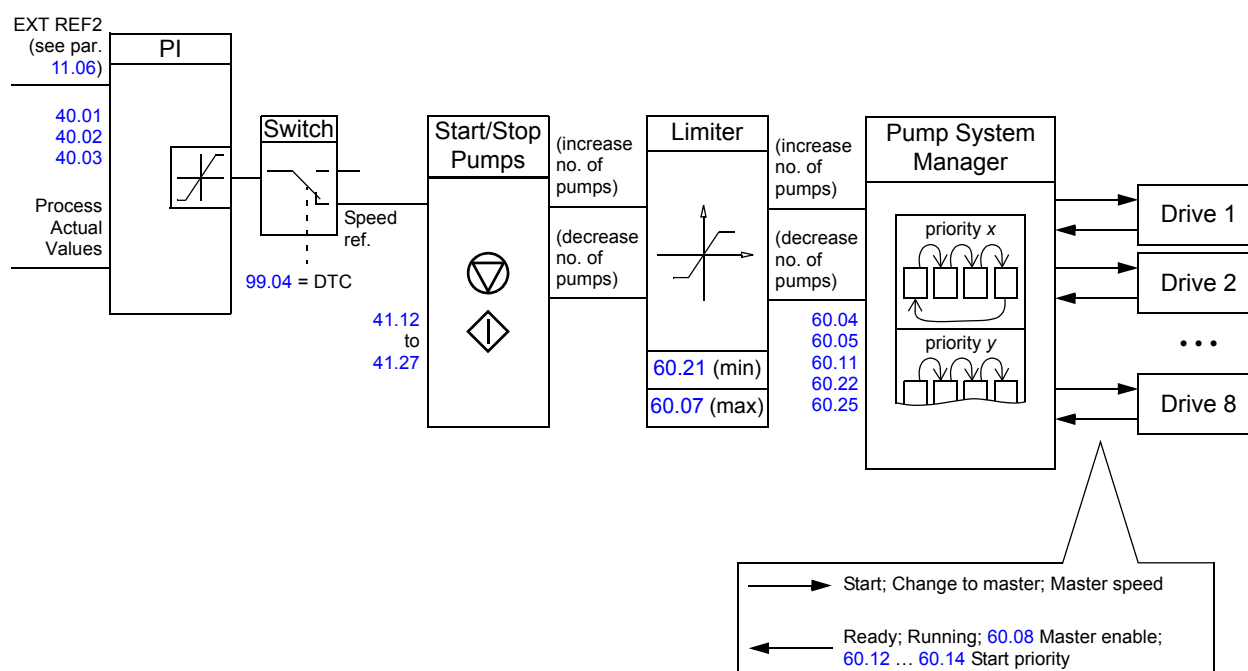 EXT REF2
(see par.
11.06)
40.01
40.02
40.03
Process
Actual
Values
PI
Switch
Speed
ref.
99.04 = DTC
41.12
to
41.27
Start/Stop
Pumps
(increase
no. of
pumps)
(decrease
no. of
pumps)
Limiter
60.21 (min)
60.07 (max)
(increase
no. of
pumps)
(decrease
no. of
pumps)
60.04
60.05
60.11
60.22
60.25
Pump System
Manager
priority x
priority y
Drive 1
Drive 2
• • •
Drive 8
Start; Change to master; Master speed
Ready; Running; 60.08 Master enable;
60.12 … 60.14 Start priority